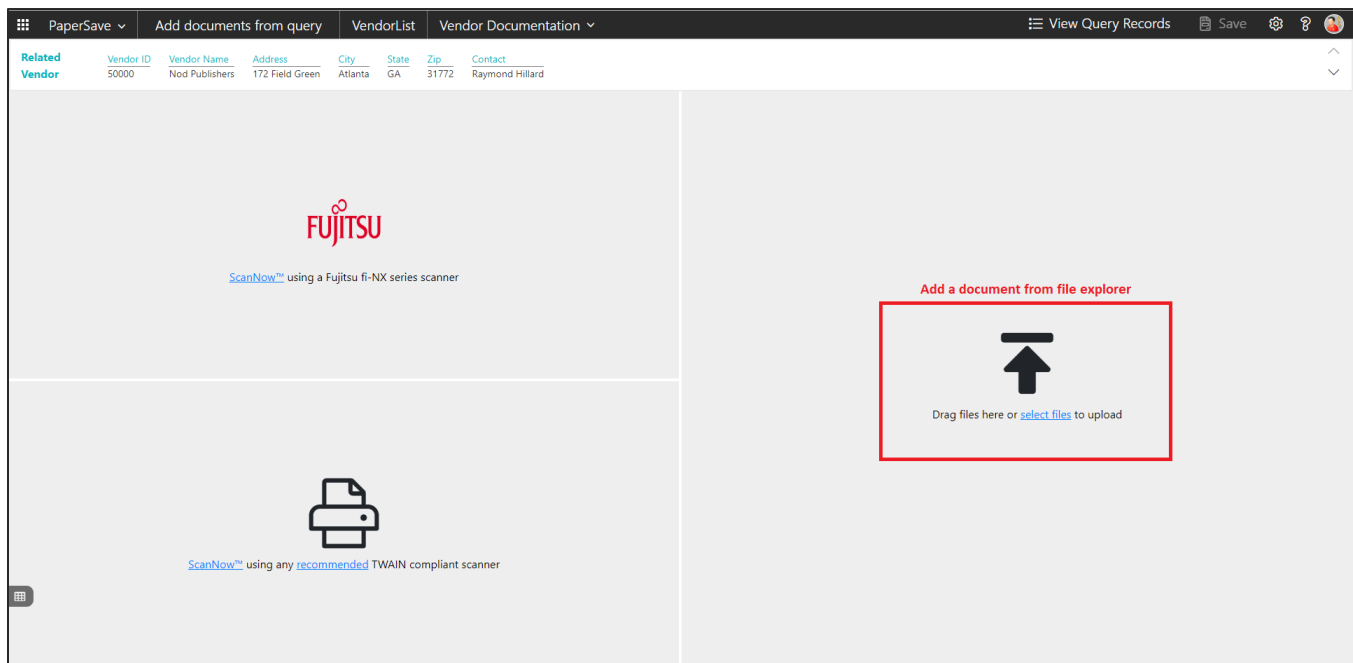 PaperSave Add documents from query VendorList Vendor Documentation View Query Records Save
Related Vendor ID Vendor Name Address City State Zip Contact
Vendor 50000 Nod Publishers 172 Field Green Atlanta GA 31772 Raymond Hillard
FUJITSU
ScanNow™ using a Fujitsu fi-NX series scanner
Add a document from file explorer
Drag files here or select files to upload
ScanNow™ using any recommended TWAIN compliant scanner